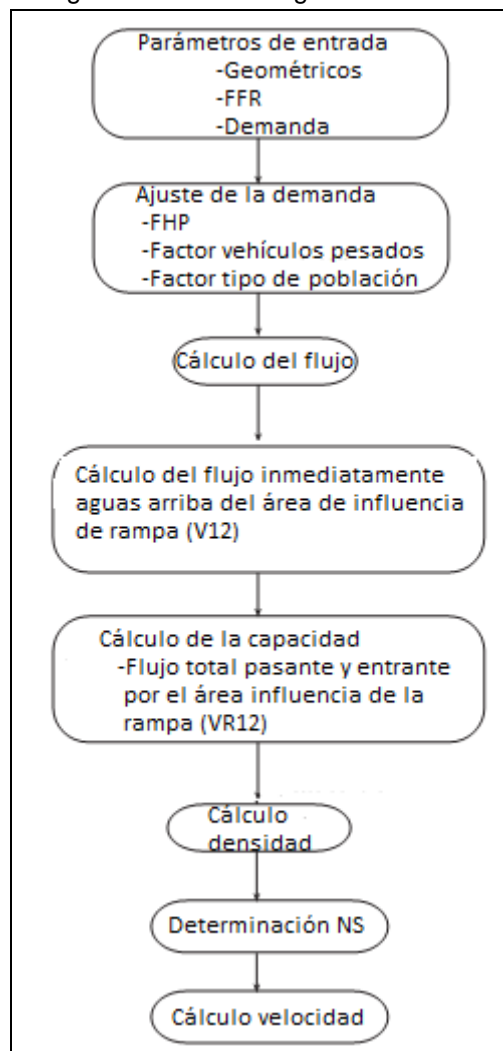 Parámetros de entrada
-Geométricos
-FFR
-Demanda
Ajuste de la demanda
-FHP
-Factor vehículos pesados
-Factor tipo de población
Cálculo del flujo
Cálculo del flujo inmediatamente
aguas arriba del área de influencia
de rampa (V12)
Cálculo de la capacidad
-Flujo total pasante y entrante
por el área influencia de la
rampa (VR12)
Cálculo
densidad
Determinación NS
Cálculo velocidad